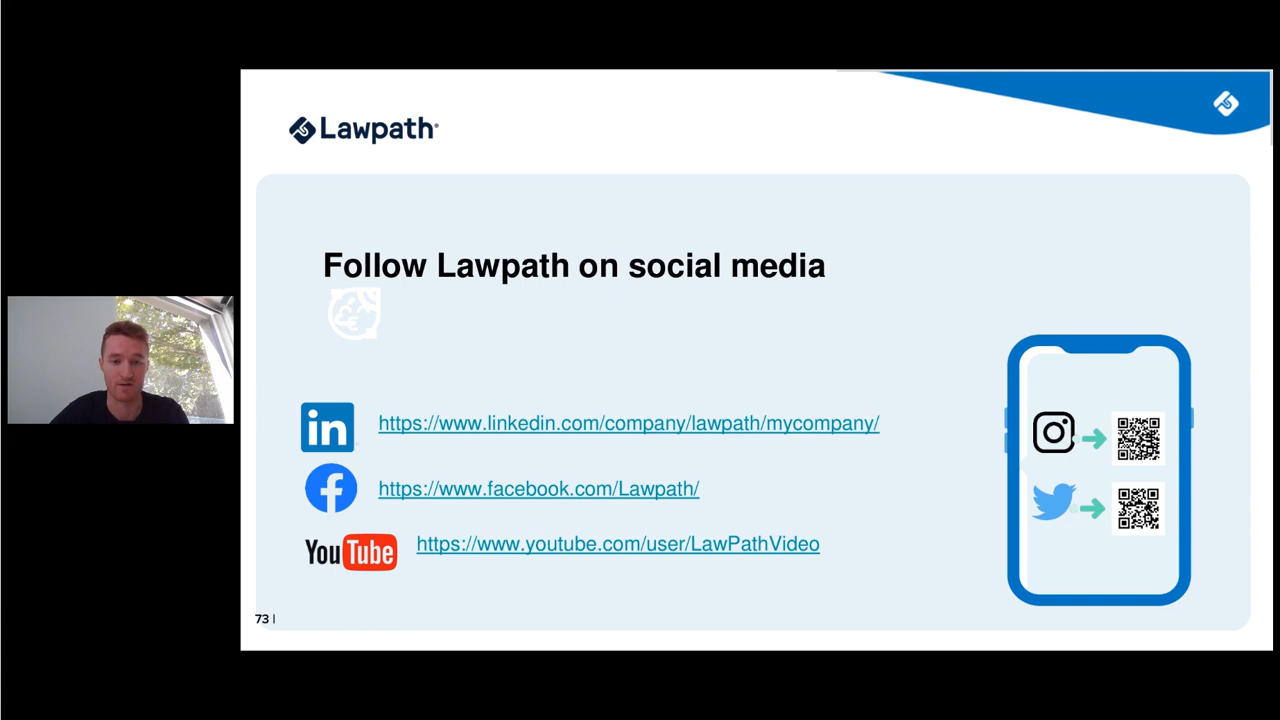 Lawpath
Follow Lawpath on social media
in
https://www.linkedin.com/company/lawpath/mycompany/
f
https://www.facebook.com/Lawpath/
YouTube
https://www.youtube.com/user/LawPathVideo
73 |